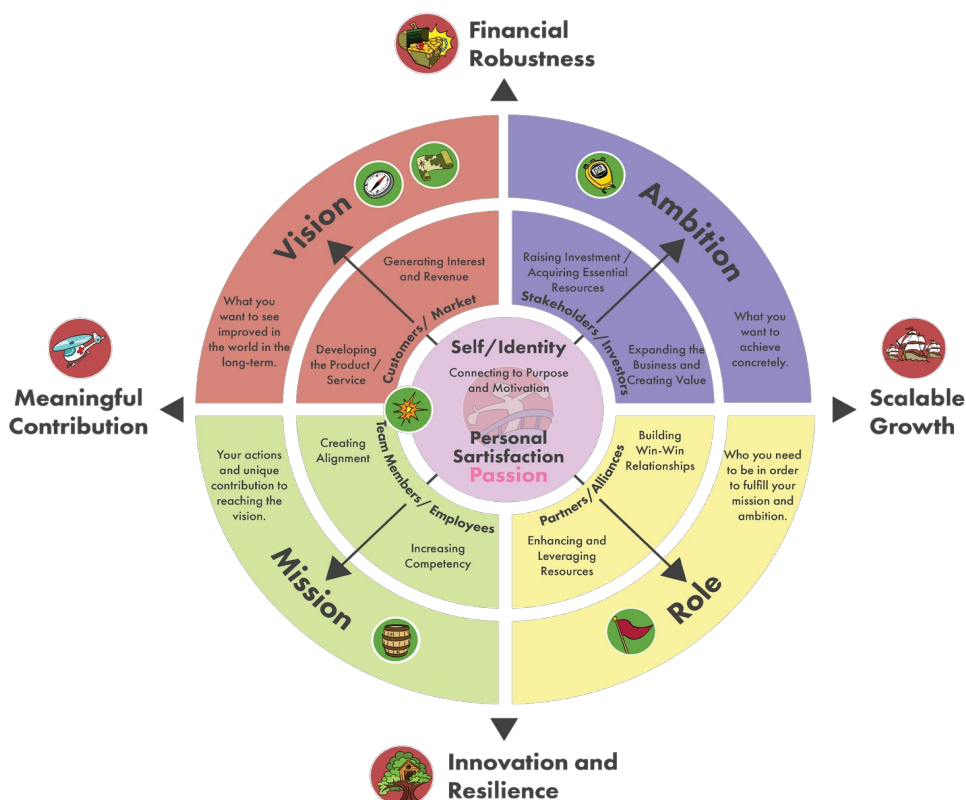 Financial
Robustness
Vision
Ambition
Generating Interest
and Revenue
Raising Investment /
Acquiring Essential
Resources
What you
want to see
improved in
the world in the
long-term.
Developing
the Product /
Service
Customers/ Market
Stakeholders/Investors
Expanding the
Business and
Creating Value
What you
want to
achieve
concretely.
Self/Identity
Connecting to Purpose
and Motivation
Personal
Sartisfaction
Passion
Meaningful
Contribution
Scalable
Growth
Your actions
and unique
contribution to
reaching the
vision.
Creating
Alignment
Team Members/Employees
Increasing
Competency
Partners/Alliances
Building
Win-Win
Relationships
Enhancing and
Leveraging
Resources
Who you need
to be in order
to fulfill your
mission and
ambition.
Mission
Role
Innovation and
Resilience